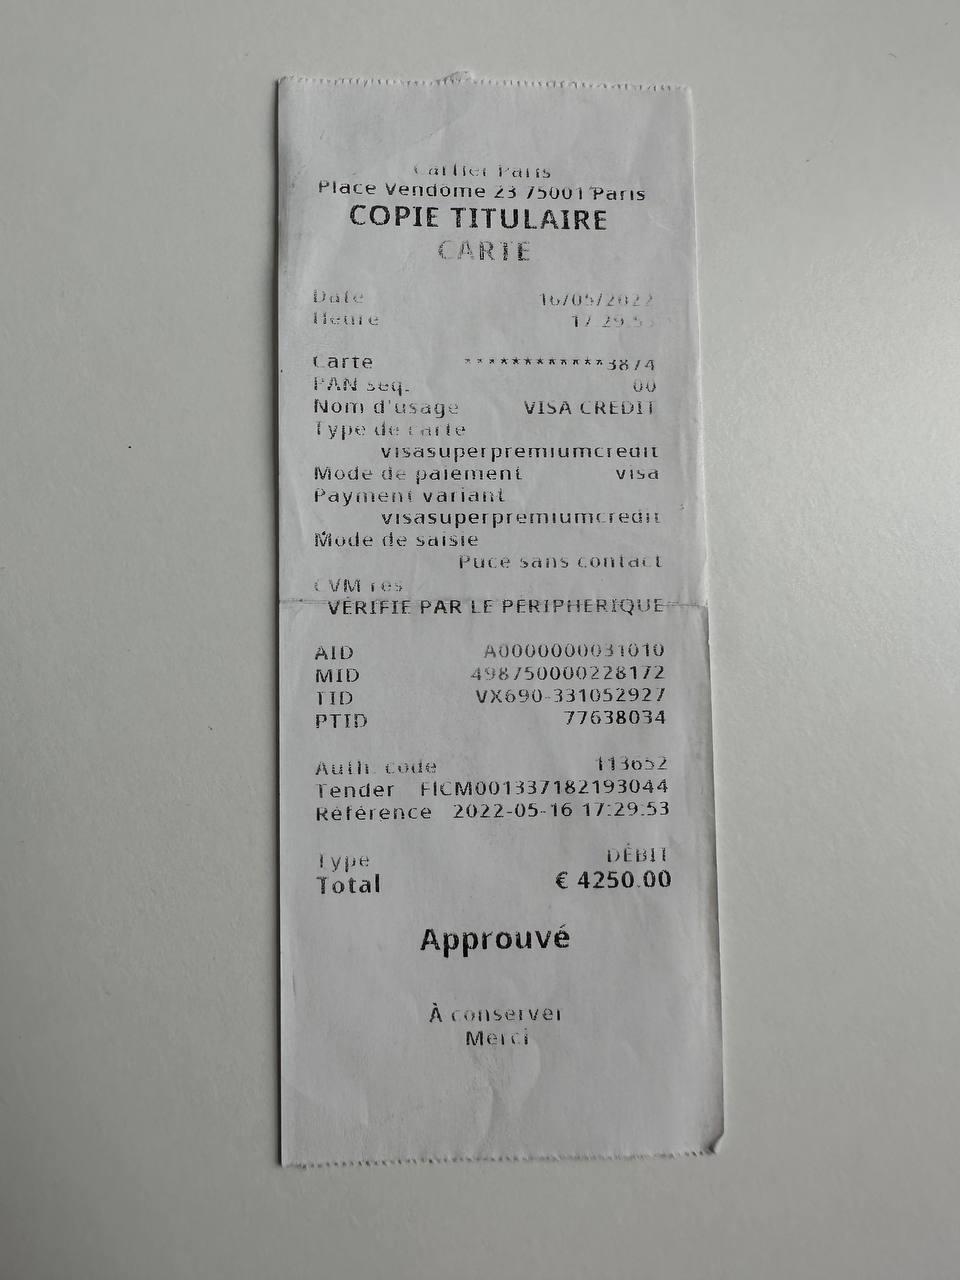 Cartier Paris
Place Vendôme 23 75001 Paris
COPIE TITULAIRE
CARTE
Date 16/05/2022
Heure 17:29:53
Carte ************3874
PAN seq. 00
Nom d'usage VISA CREDIT
Type de carte
visasuperpremiumcredit
Mode de paiement visa
Payment variant
visasuperpremiumcredit
Mode de saisie
Puce sans contact
CVM res
VÉRIFIÉ PAR LE PÉRIPHÉRIQUE
AID A0000000031010
MID 498750000228172
TID VX690-331052927
PTID 77638034
Auth. code 113652
Tender FICM001337182193044
Référence 2022-05-16 17:29:53
Type DÉBIT
Total € 4250.00
Approuvé
À conserver
Merci